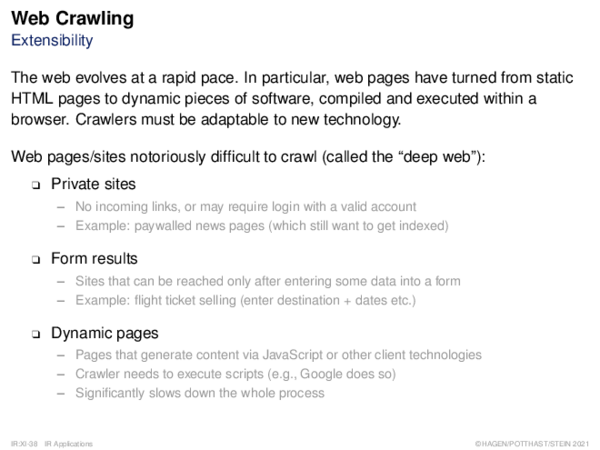 Web Crawling
Extensibility
The web evolves at a rapid pace. In particular, web pages have turned from static
HTML pages to dynamic pieces of software, compiled and executed within a
browser. Crawlers must be adaptable to new technology.
Web pages/sites notoriously difficult to crawl (called the “deep web”):
❑ Private sites
– No incoming links, or may require login with a valid account
– Example: paywalled news pages (which still want to get indexed)
❑ Form results
– Sites that can be reached only after entering some data into a form
– Example: flight ticket selling (enter destination + dates etc.)
❑ Dynamic pages
– Pages that generate content via JavaScript or other client technologies
– Crawler needs to execute scripts (e.g., Google does so)
– Significantly slows down the whole process
IR:XI-38 IR Applications ©HAGEN/POTTHAST/STEIN 2021